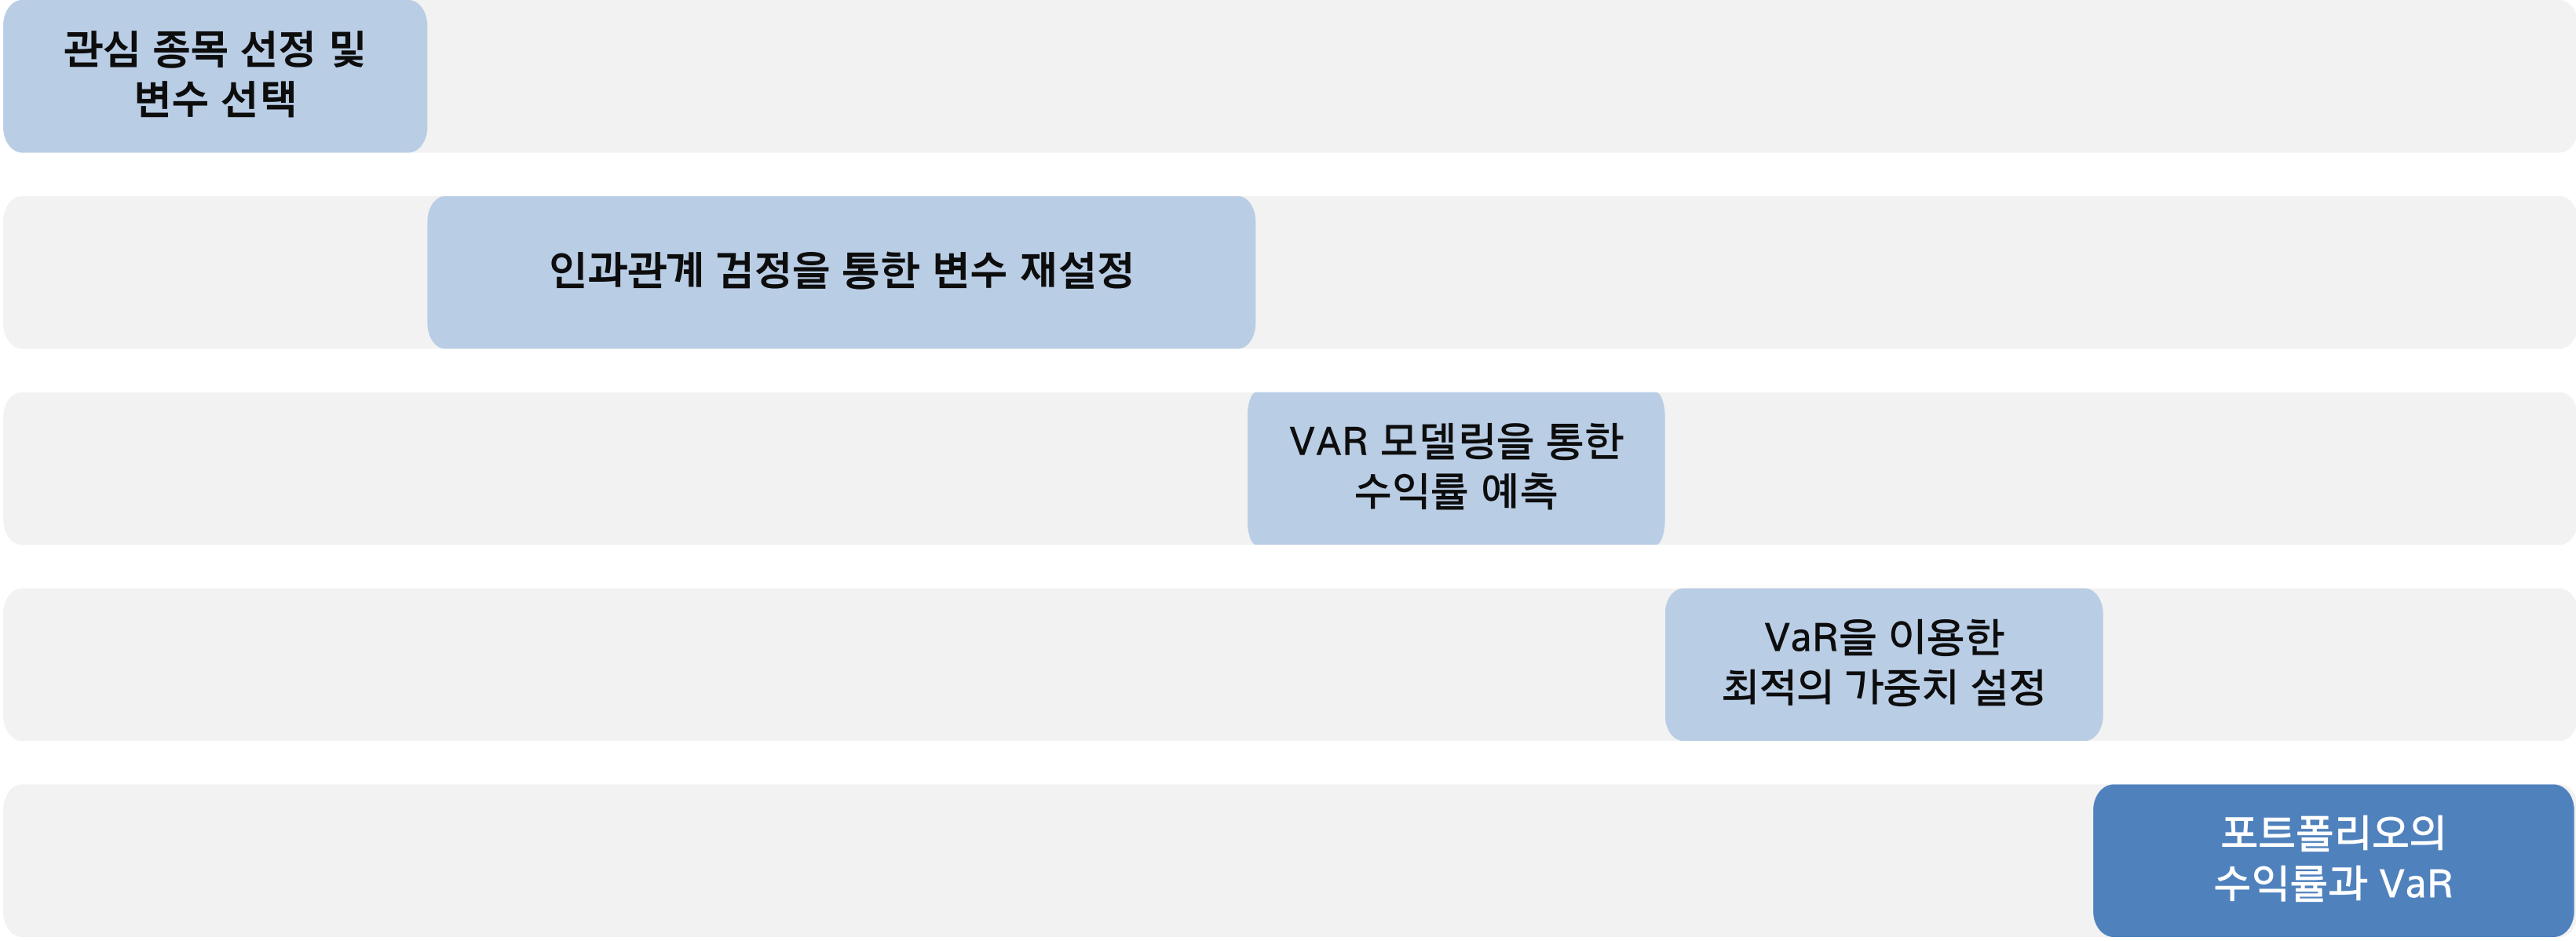 관심 종목 선정 및
변수 선택
인과관계 검정을 통한 변수 재설정
VAR 모델링을 통한
수익률 예측
VaR을 이용한
최적의 가중치 설정
포트폴리오의
수익률과 VaR